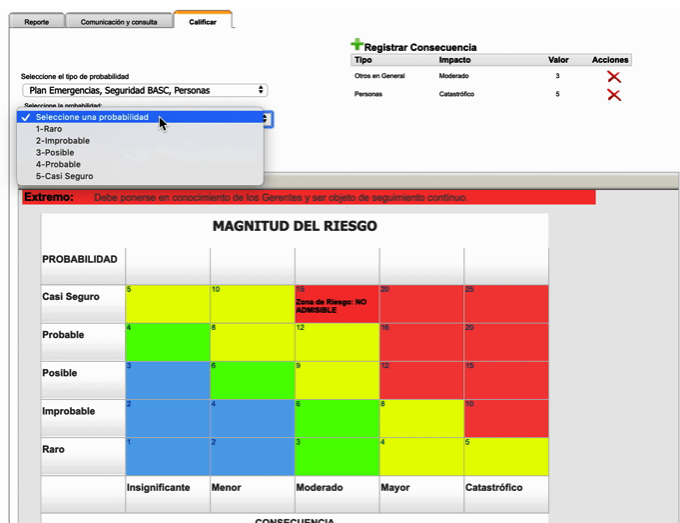 Reporte
Comunicación y consulta
Calificar
Registrar Consecuencia
Tipo Impacto Valor Acciones
Otros en General Moderado 3
Personas Catastrófico 5
Seleccione el tipo de probabilidad
Plan Emergencias, Seguridad BASC, Personas
Seleccione la probabilidad:
✓ Seleccione una probabilidad
1-Raro
2-Improbable
3-Posible
4-Probable
5-Casi Seguro
Extremo: Debe ponerse en conocimiento de los Gerentes y ser objeto de seguimiento continuo.
MAGNITUD DEL RIESGO
PROBABILIDAD
Casi Seguro 5 10 15 20 25
Zona de Riesgo: NO
ADMISIBLE
Probable 4 8 12 16 20
Posible 3 6 9 12 15
Improbable 2 4 6 8 10
Raro 1 2 3 4 5
Insignificante Menor Moderado Mayor Catastrófico
CONSECUENCIA